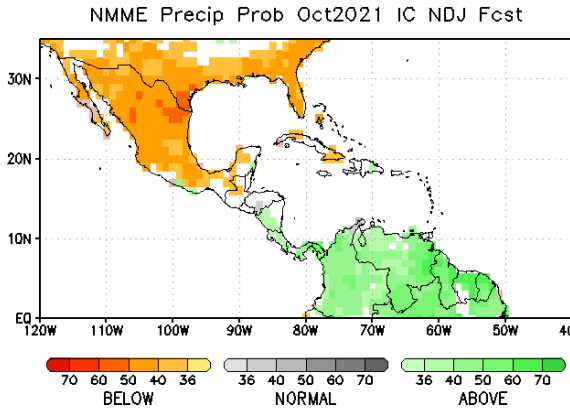 NMME Precip Prob Oct2021 IC NDJ Fcst
30N
20N
10N
EQ
120W 110W 100W 90W 80W 70W 60W 50W 40W
70 60 50 40 36 36 40 50 60 70 36 40 50 60 70
BELOW NORMAL ABOVE